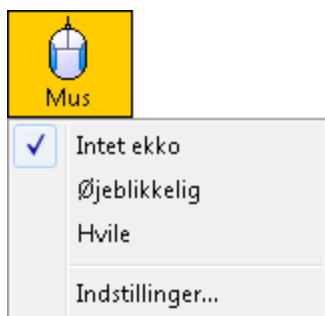 Mus
Intet ekko
Øjeblikkelig
Hvile
Indstillinger...